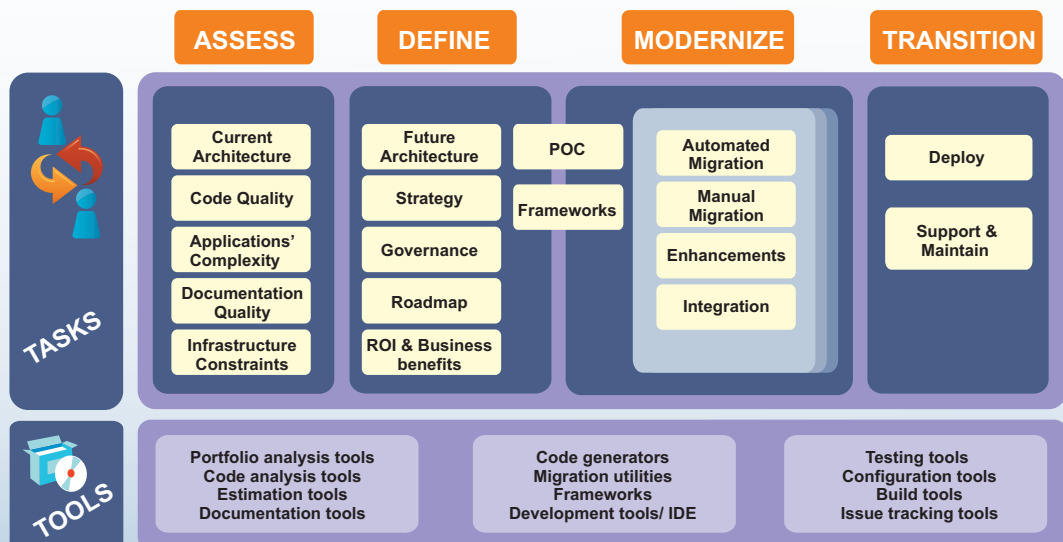 ASSESS
DEFINE
MODERNIZE
TRANSITION
TASKS
Current
Architecture
Code Quality
Applications’
Complexity
Documentation
Quality
Infrastructure
Constraints
Future
Architecture
Strategy
Governance
Roadmap
ROI & Business
benefits
POC
Frameworks
Automated
Migration
Manual
Migration
Enhancements
Integration
Deploy
Support &
Maintain
TOOLS
Portfolio analysis tools
Code analysis tools
Estimation tools
Documentation tools
Code generators
Migration utilities
Frameworks
Development tools/ IDE
Testing tools
Configuration tools
Build tools
Issue tracking tools